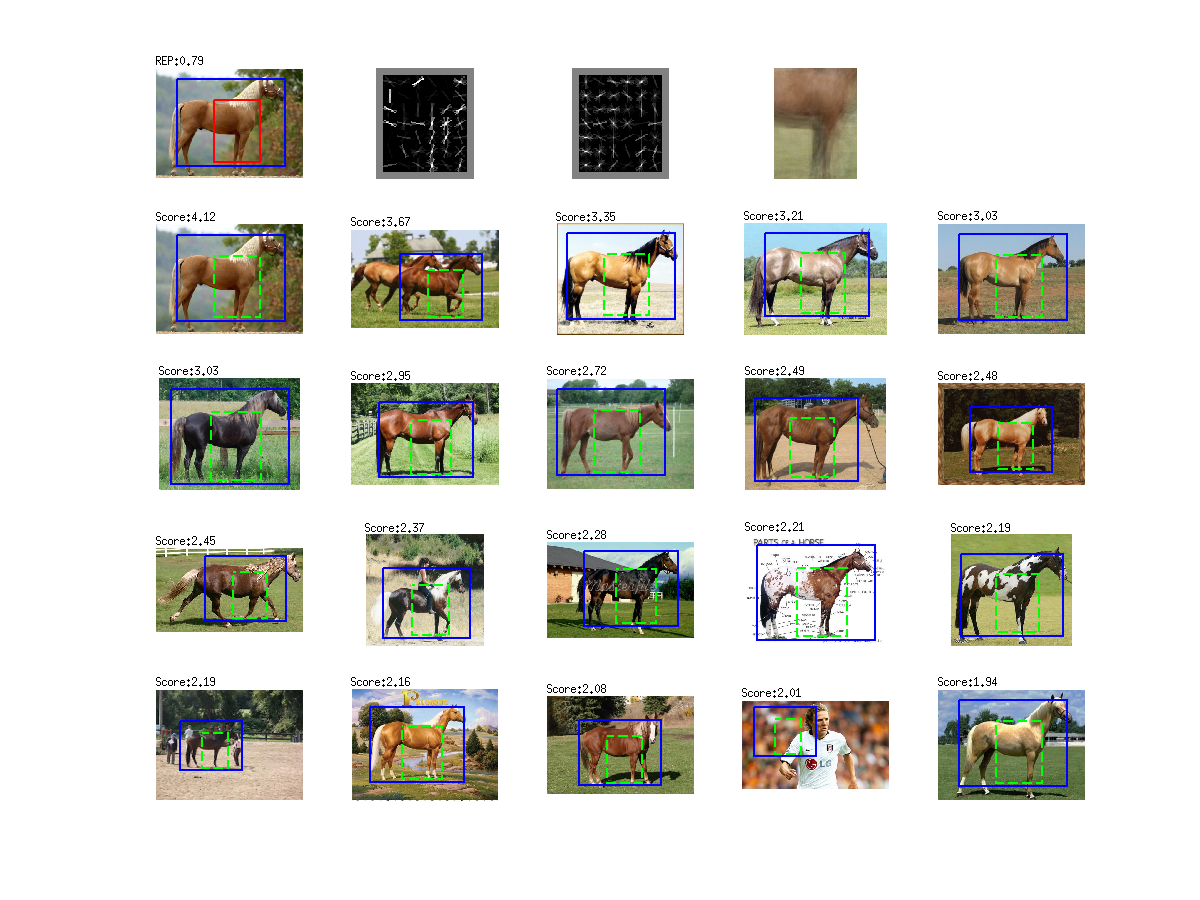 REP:0.79
Score:4.12
Score:3.67
Score:3.35
Score:3.21
Score:3.03
Score:3.03
Score:2.95
Score:2.72
Score:2.49
Score:2.48
Score:2.45
Score:2.37
Score:2.28
Score:2.21
PARTS OF A HORSE
Score:2.19
Score:2.19
Score:2.16
Score:2.08
Score:2.01
LG
Score:1.94